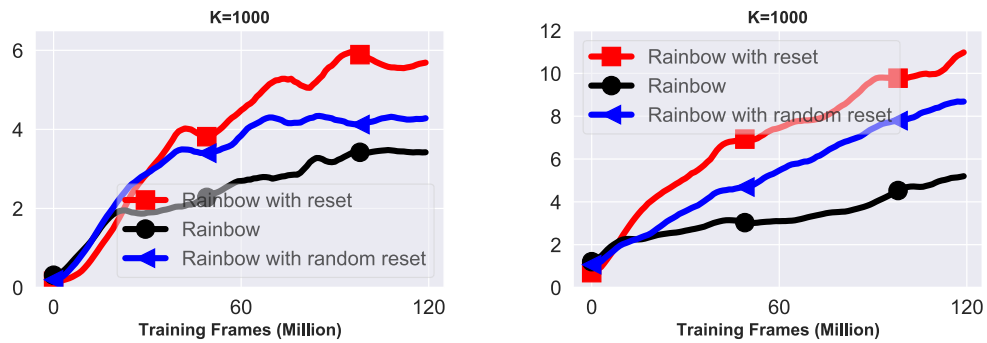 K=1000
6
4
2
0
Rainbow with reset
Rainbow
Rainbow with random reset
0 60 120
Training Frames (Million)
K=1000
12
10
8
6
4
2
0
Rainbow with reset
Rainbow
Rainbow with random reset
0 60 120
Training Frames (Million)